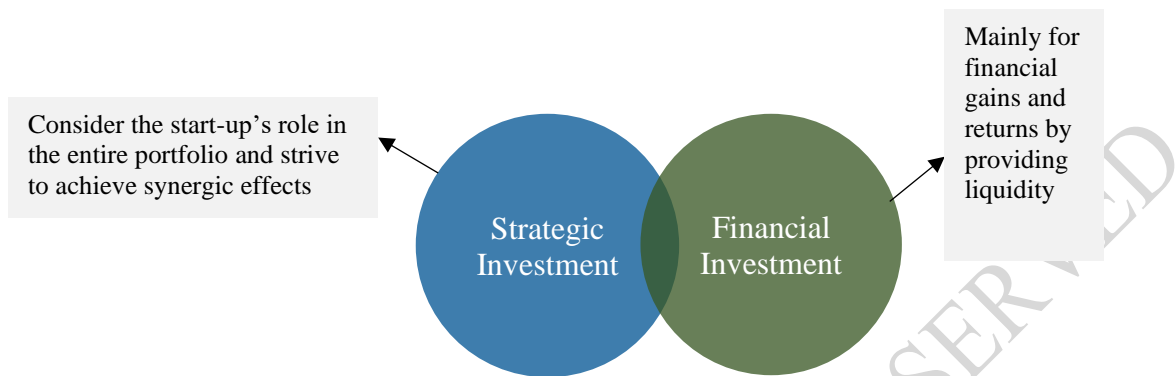 Mainly for
financial
gains and
returns by
providing
liquidity
Consider the start-up's role in
the entire portfolio and strive
to achieve synergic effects
Strategic
Investment
Financial
Investment